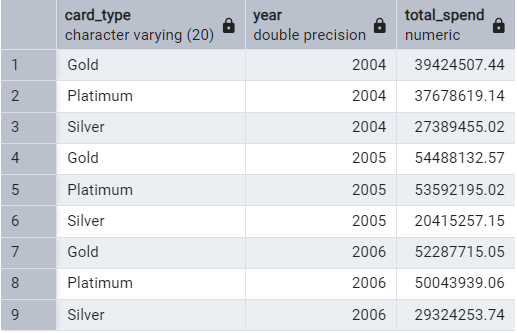 card_type year total_spend
character varying (20) double precision numeric
1 Gold 2004 39424507.44
2 Platimum 2004 37678619.14
3 Silver 2004 27389455.02
4 Gold 2005 54488132.57
5 Platimum 2005 53592195.02
6 Silver 2005 20415257.15
7 Gold 2006 52287715.05
8 Platimum 2006 50043939.06
9 Silver 2006 29324253.74